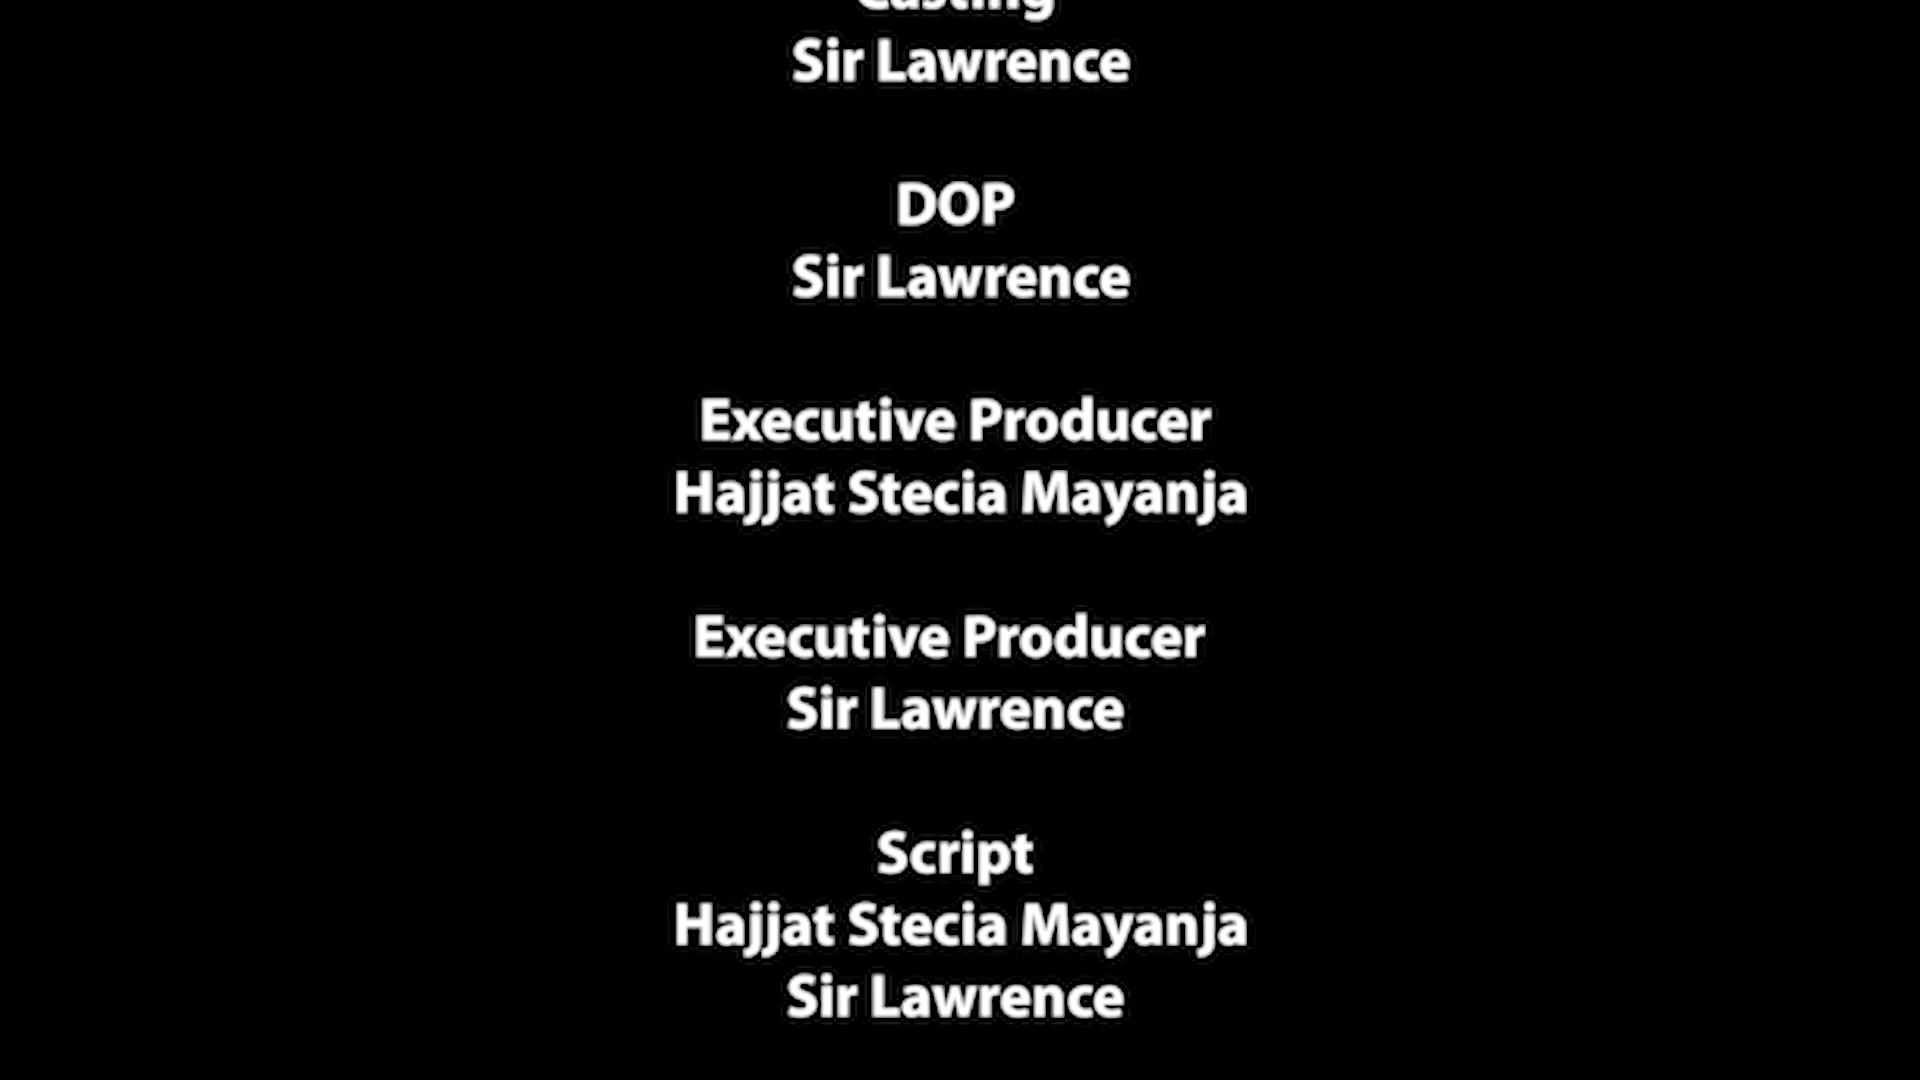 Casting
Sir Lawrence
DOP
Sir Lawrence
Executive Producer
Hajjat Stecia Mayanja
Executive Producer
Sir Lawrence
Script
Hajjat Stecia Mayanja
Sir Lawrence